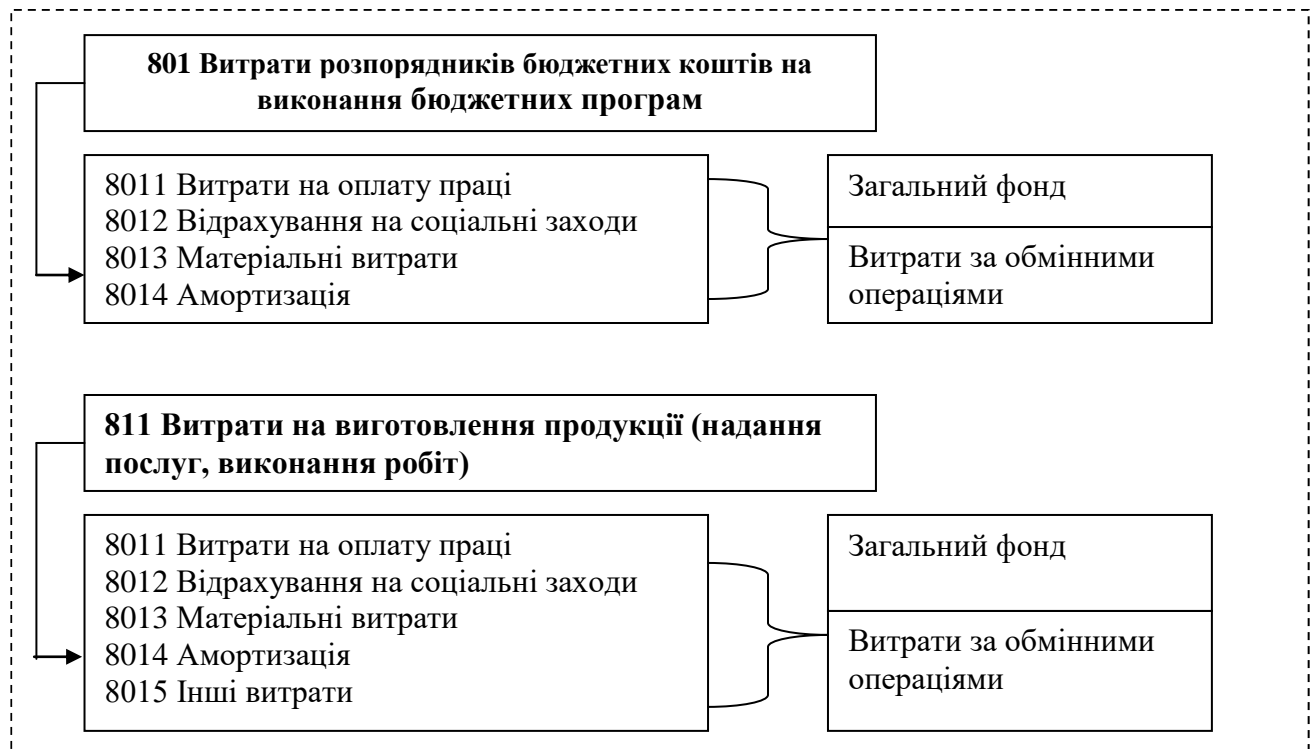 801 Витрати розпорядників бюджетних коштів на
виконання бюджетних програм
8011 Витрати на оплату праці
8012 Відрахування на соціальні заходи
8013 Матеріальні витрати
8014 Амортизація
Загальний фонд
Витрати за обмінними
операціями
811 Витрати на виготовлення продукції (надання
послуг, виконання робіт)
8011 Витрати на оплату праці
8012 Відрахування на соціальні заходи
8013 Матеріальні витрати
8014 Амортизація
8015 Інші витрати
Загальний фонд
Витрати за обмінними
операціями